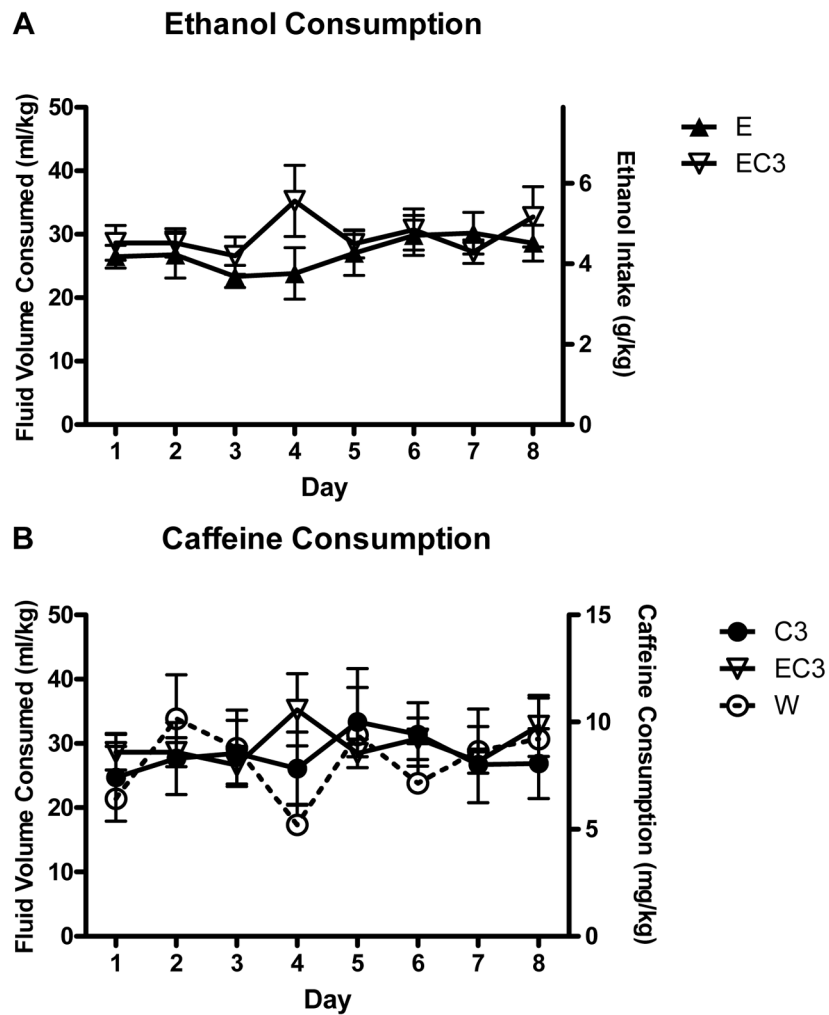 A
Ethanol Consumption
Fluid Volume Consumed (ml/kg)
50
40
30
20
10
0
6
4
2
0
Ethanol Intake (g/kg)
E
EC3
1 2 3 4 5 6 7 8
Day
B
Caffeine Consumption
Fluid Volume Consumed (ml/kg)
50
40
30
20
10
0
15
10
5
0
Caffeine Consumption (mg/kg)
C3
EC3
W
1 2 3 4 5 6 7 8
Day